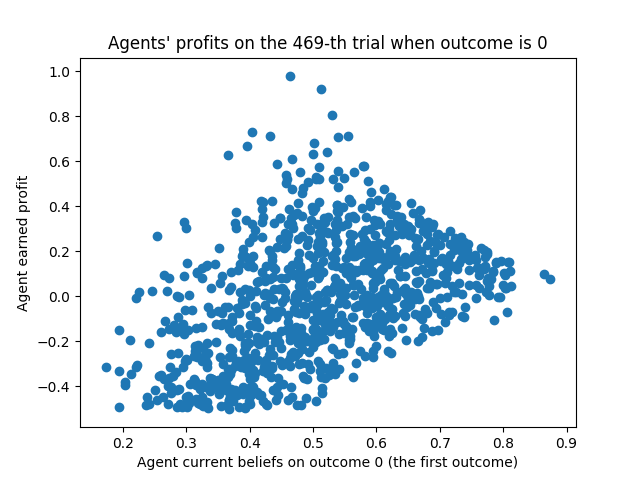 Agents' profits on the 469-th trial when outcome is 0
1.0
0.8
0.6
0.4
0.2
0.0
−0.2
−0.4
Agent earned profit
0.2 0.3 0.4 0.5 0.6 0.7 0.8 0.9
Agent current beliefs on outcome 0 (the first outcome)